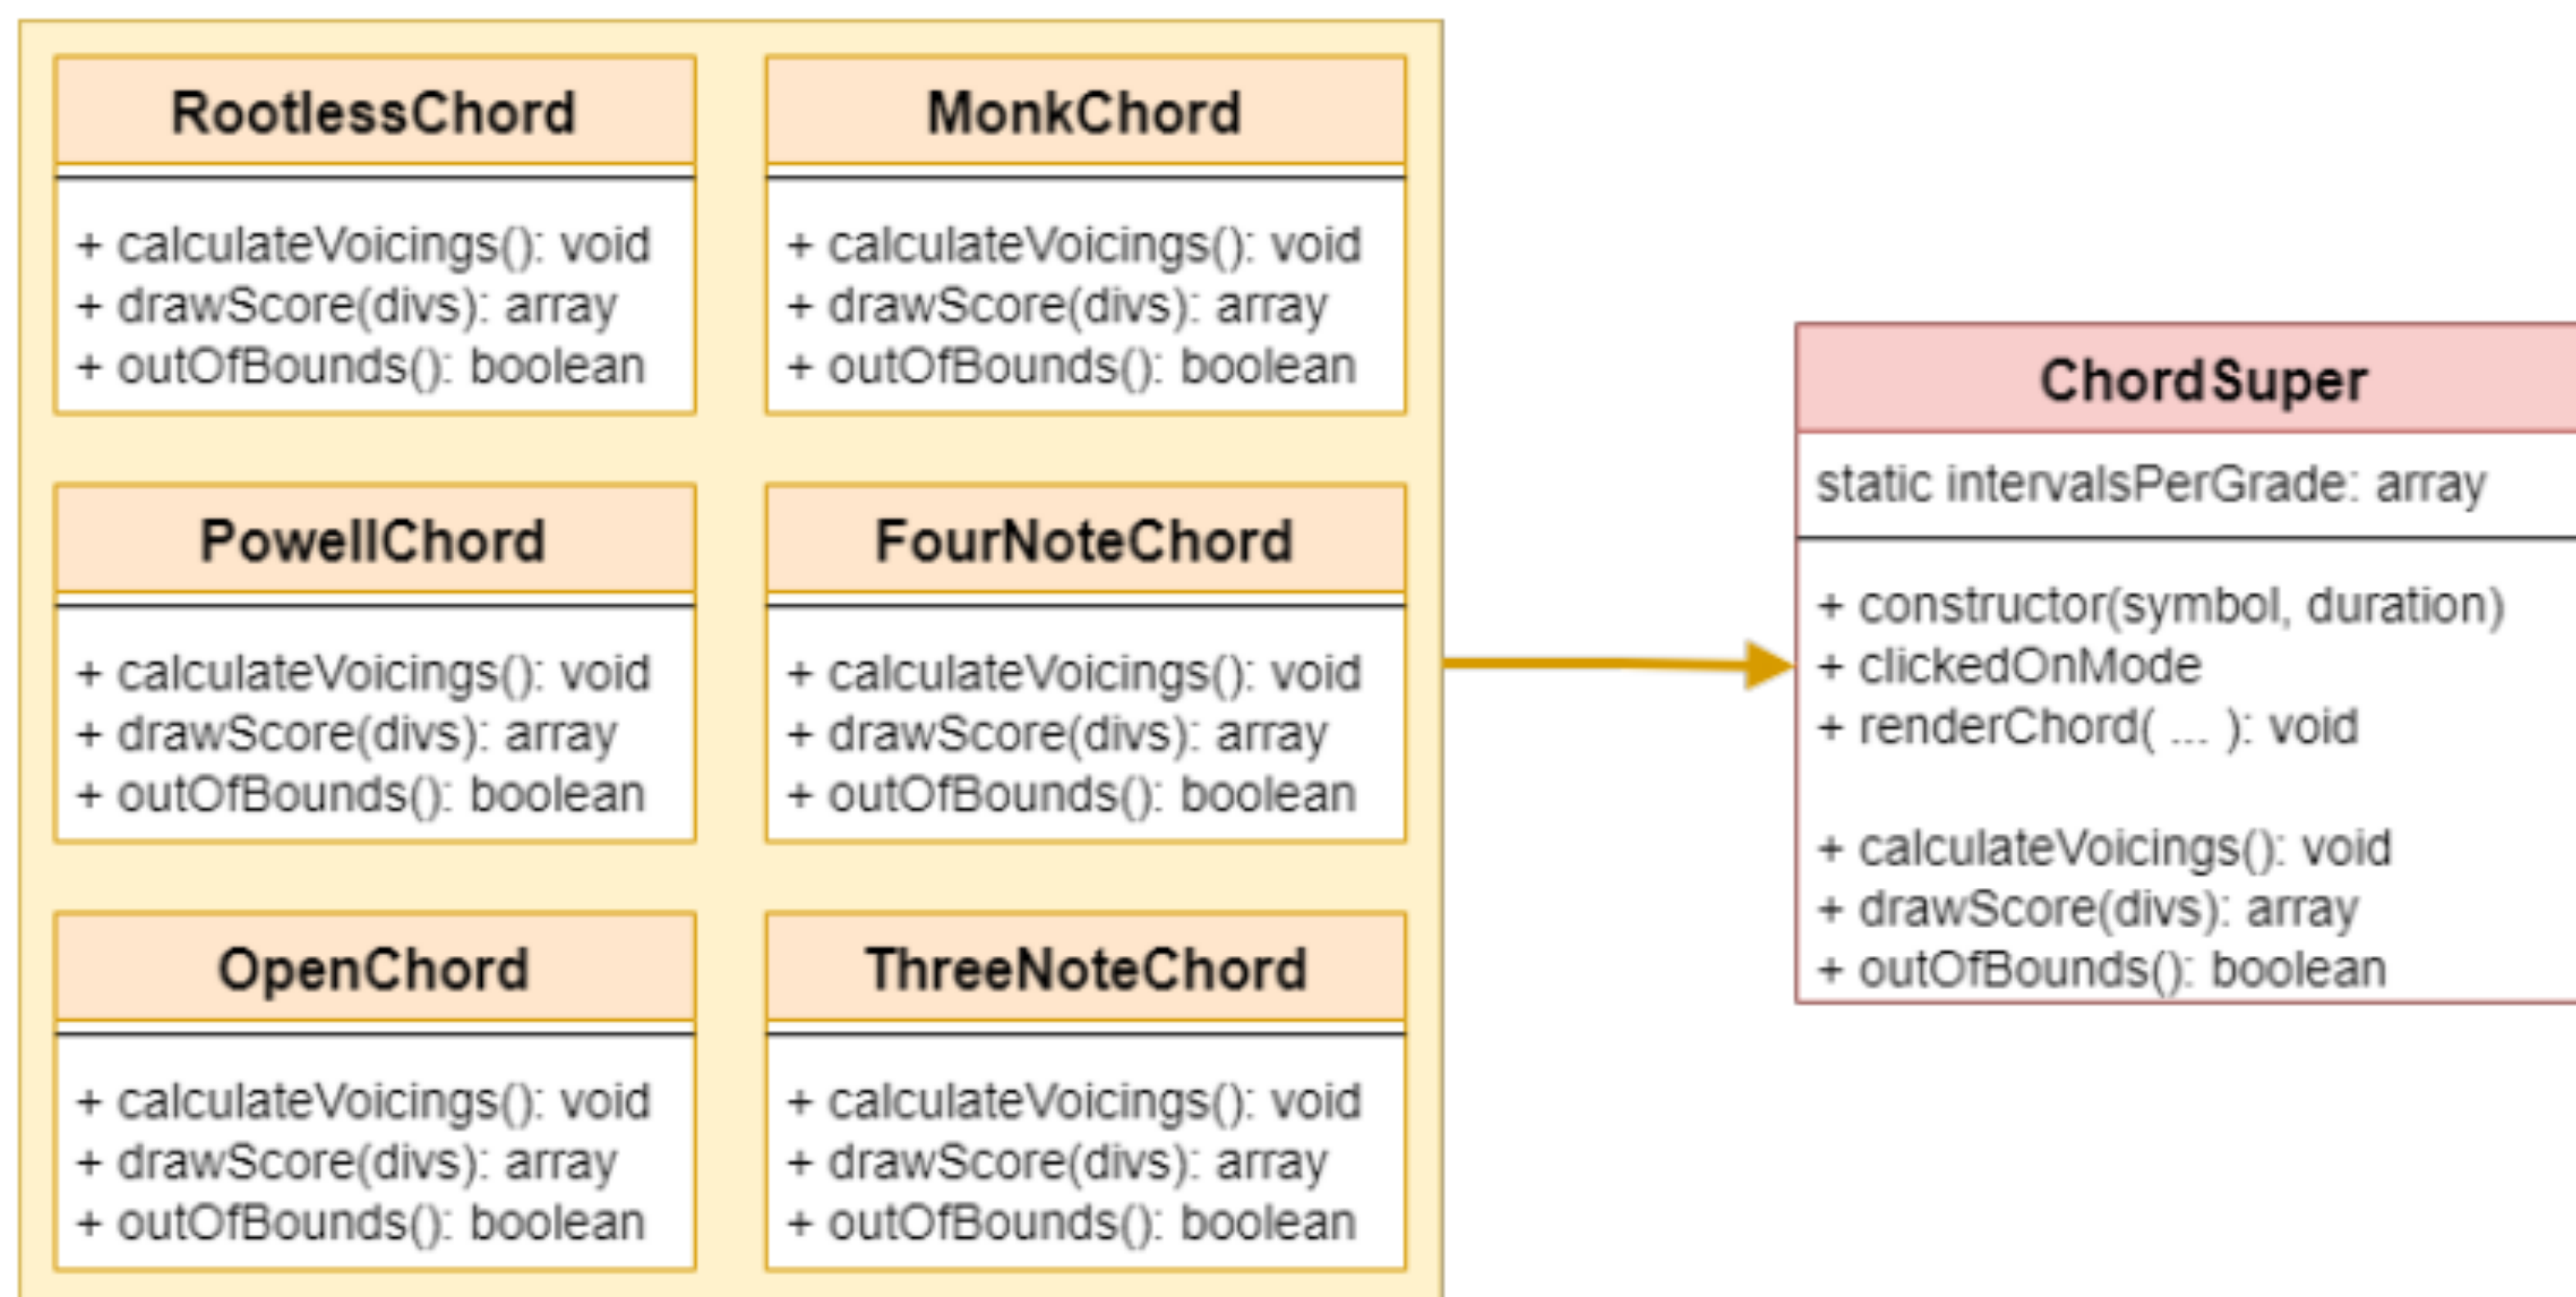 RootlessChord
+ calculateVoicings(): void
+ drawScore(divs): array
+ outOfBounds(): boolean
MonkChord
+ calculateVoicings(): void
+ drawScore(divs): array
+ outOfBounds(): boolean
PowellChord
+ calculateVoicings(): void
+ drawScore(divs): array
+ outOfBounds(): boolean
FourNoteChord
+ calculateVoicings(): void
+ drawScore(divs): array
+ outOfBounds(): boolean
OpenChord
+ calculateVoicings(): void
+ drawScore(divs): array
+ outOfBounds(): boolean
ThreeNoteChord
+ calculateVoicings(): void
+ drawScore(divs): array
+ outOfBounds(): boolean
ChordSuper
static intervalsPerGrade: array
+ constructor(symbol, duration)
+ clickedOnMode
+ renderChord( ... ): void
+ calculateVoicings(): void
+ drawScore(divs): array
+ outOfBounds(): boolean